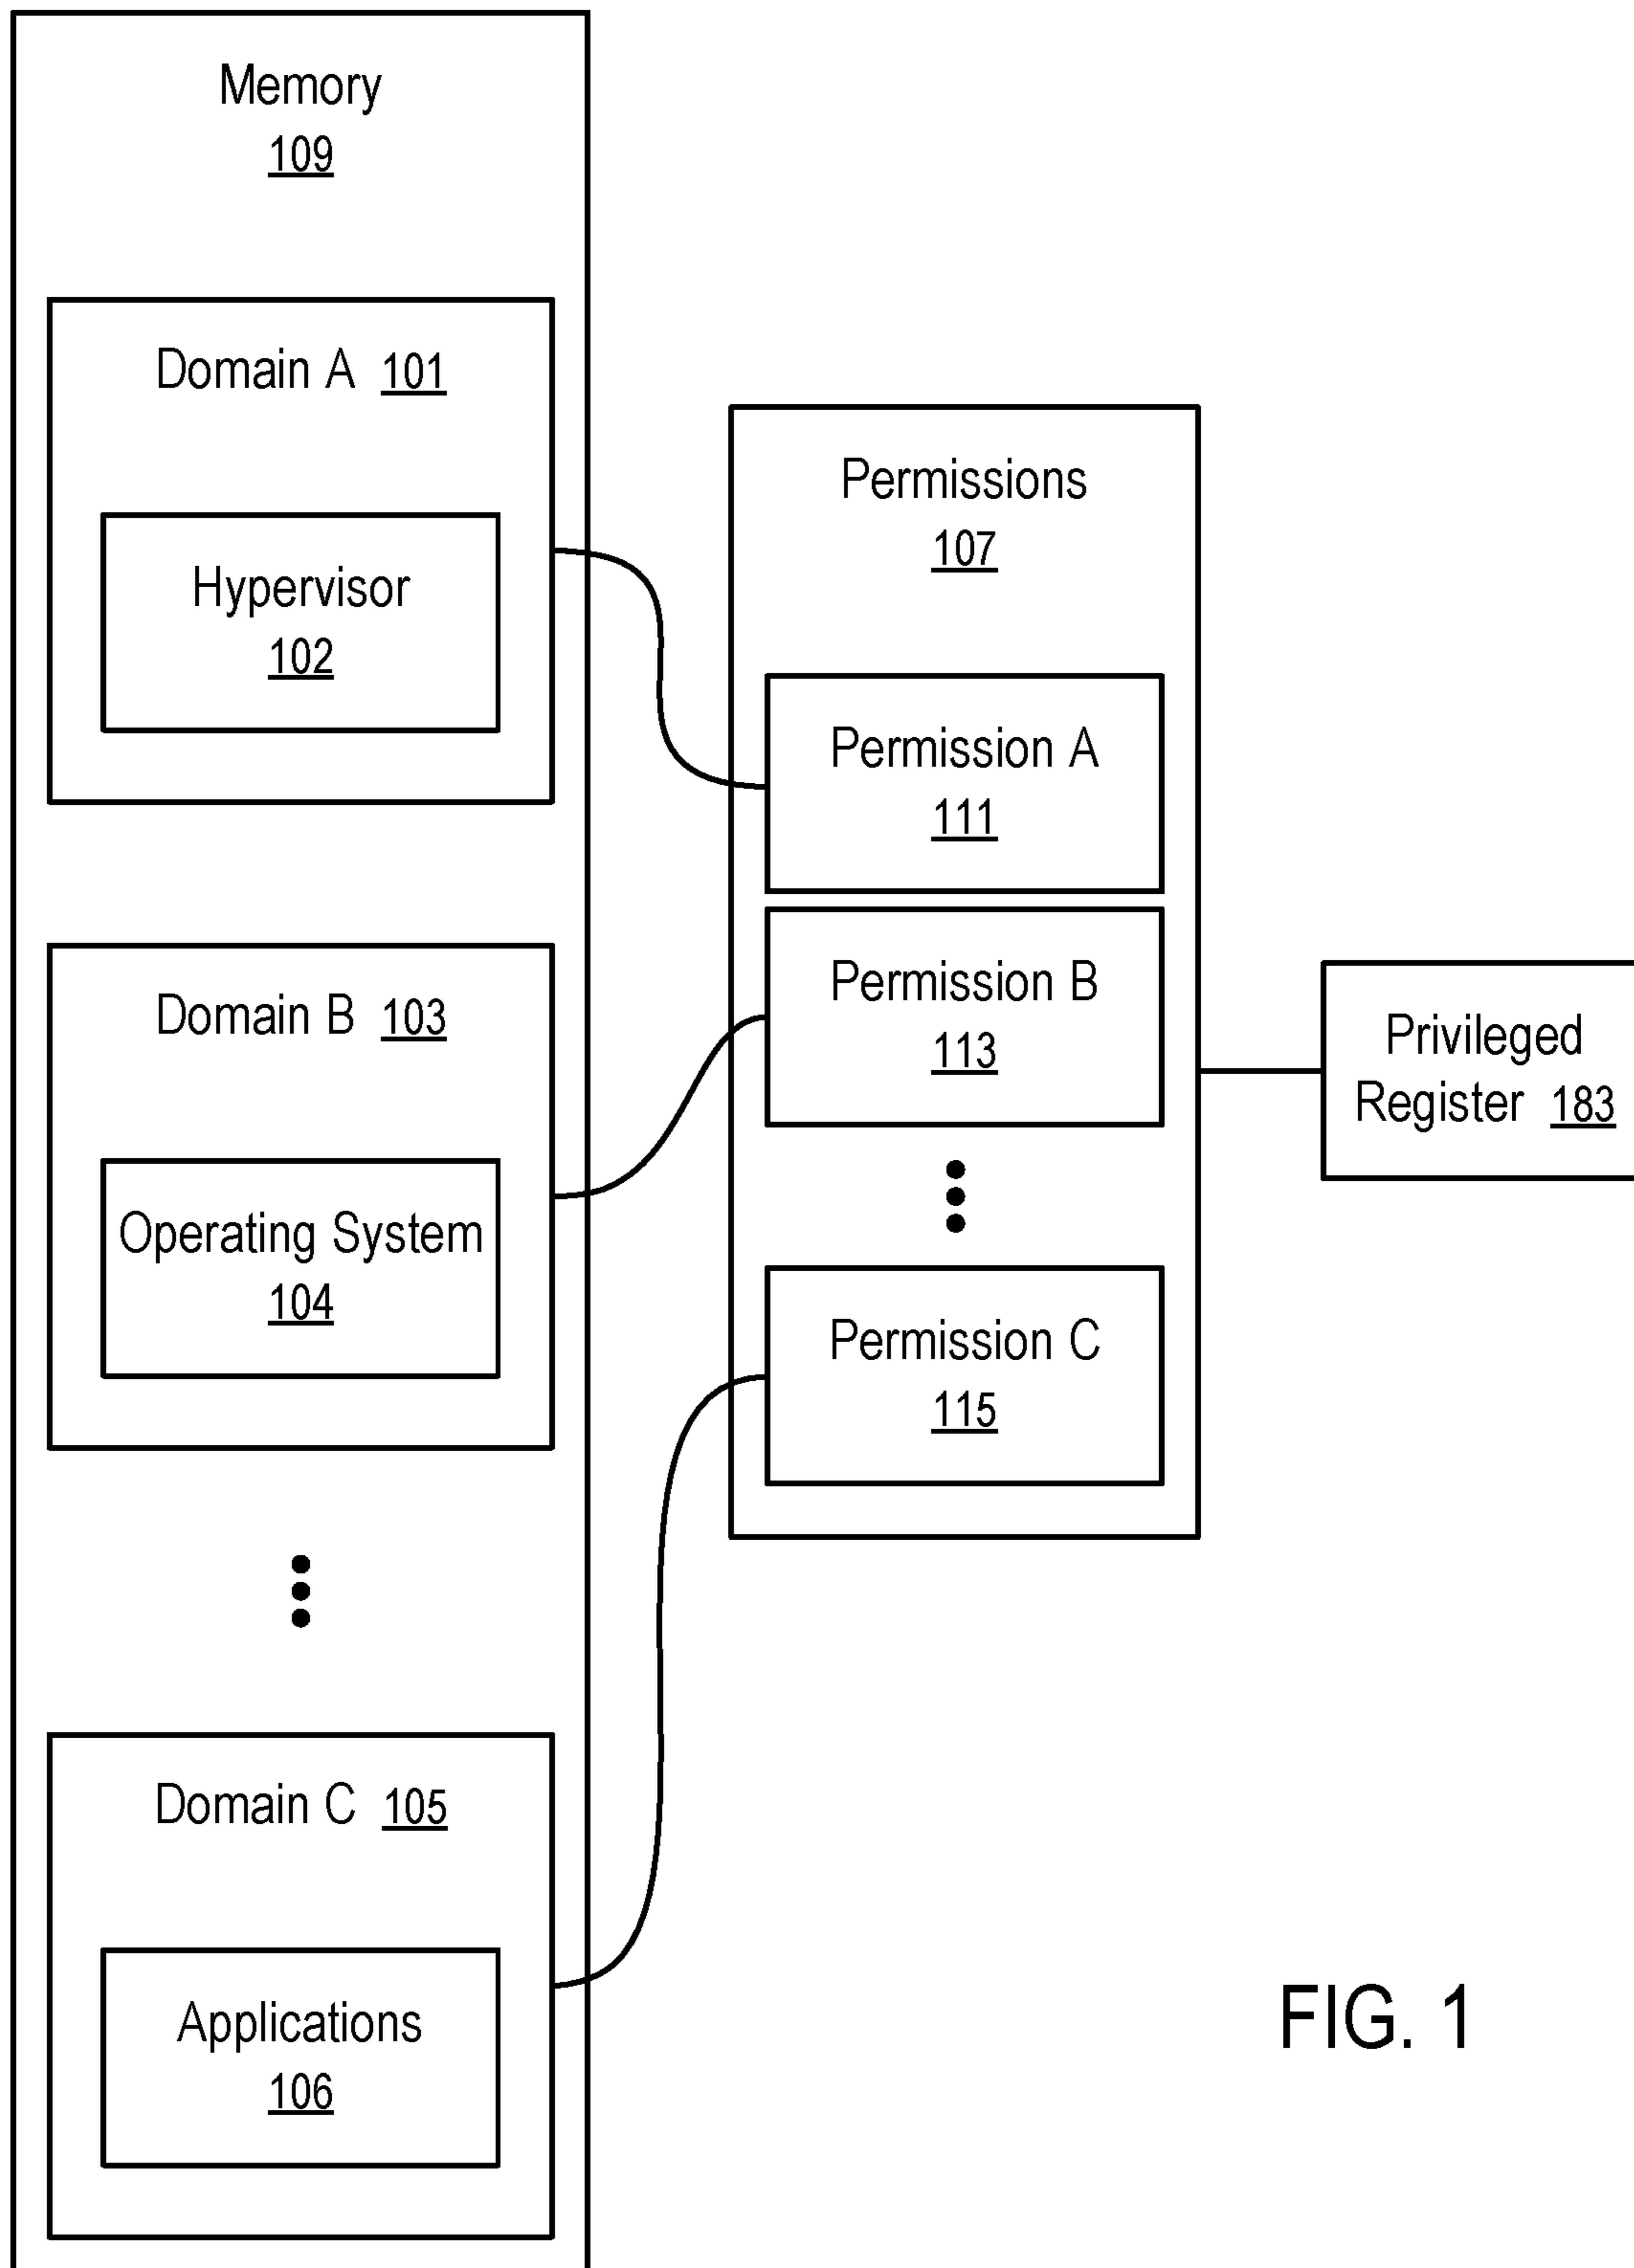 Memory
109
Domain A 101
Hypervisor
102
Domain B 103
Operating System
104
Domain C 105
Applications
106
Permissions
107
Permission A
111
Permission B
113
Permission C
115
Privileged
Register 183
FIG. 1